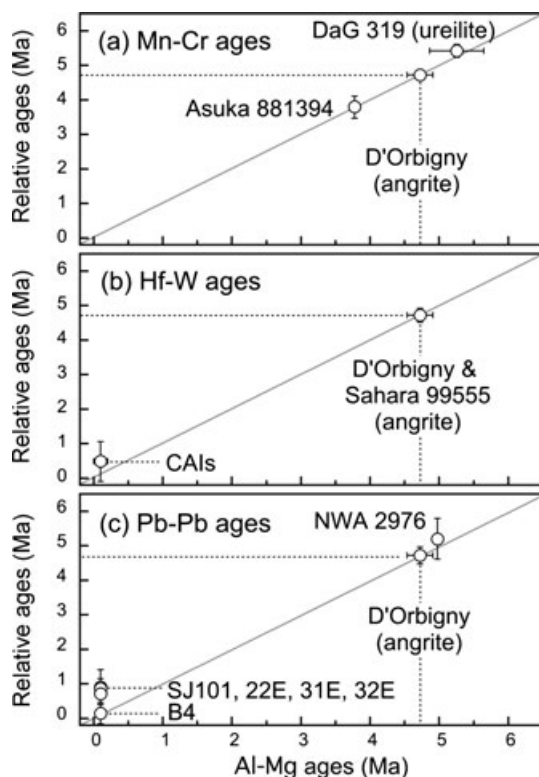 (a) Mn-Cr ages
DaG 319 (ureilite)
Asuka 881394
D'Orbigny
(angrite)
Relative ages (Ma)
6
5
4
3
2
1
0
(b) Hf-W ages
D'Orbigny &
Sahara 99555
(angrite)
CAIs
Relative ages (Ma)
6
5
4
3
2
1
0
(c) Pb-Pb ages
NWA 2976
D'Orbigny
(angrite)
SJ101, 22E, 31E, 32E
B4
Relative ages (Ma)
6
5
4
3
2
1
0
0 1 2 3 4 5 6
Al-Mg ages (Ma)